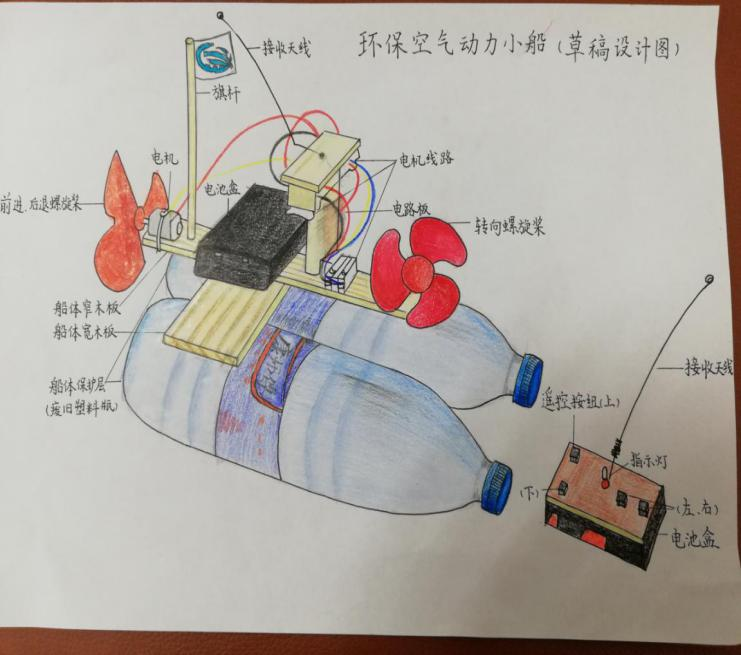 环保空气动力小船(草稿设计图)
接收天线
旗杆
电机
电池盒
电机线路
电路板
转向螺旋桨
前进、后退螺旋桨
船体窄木板
船体宽木板
船体保护层
(废旧塑料瓶)
接收天线
遥控按钮(上)
指示灯
(下)
(左、右)
电池盒